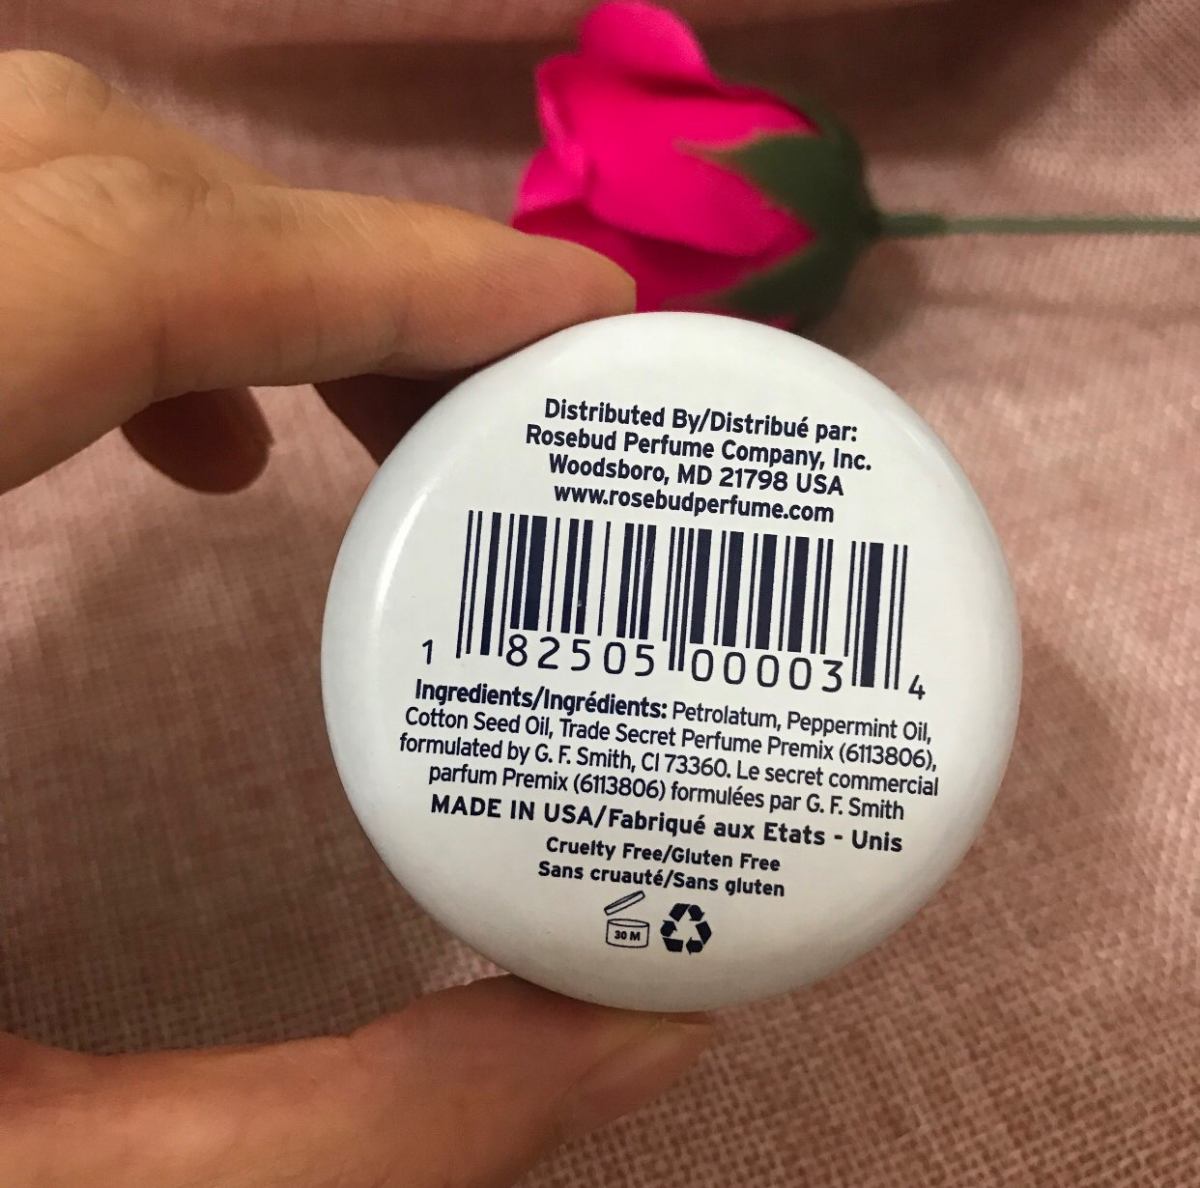 Distributed By/Distribué par:
Rosebud Perfume Company, Inc.
Woodsboro, MD 21798 USA
www.rosebudperfume.com
1 82505 00003 4
Ingredients/Ingrédients: Petrolatum, Peppermint Oil,
Cotton Seed Oil, Trade Secret Perfume Premix (6113806),
formulated by G. F. Smith, CI 73360. Le secret commercial
parfum Premix (6113806) formulées par G. F. Smith
MADE IN USA/Fabriqué aux Etats - Unis
Cruelty Free/Gluten Free
Sans cruauté/Sans gluten
30 M